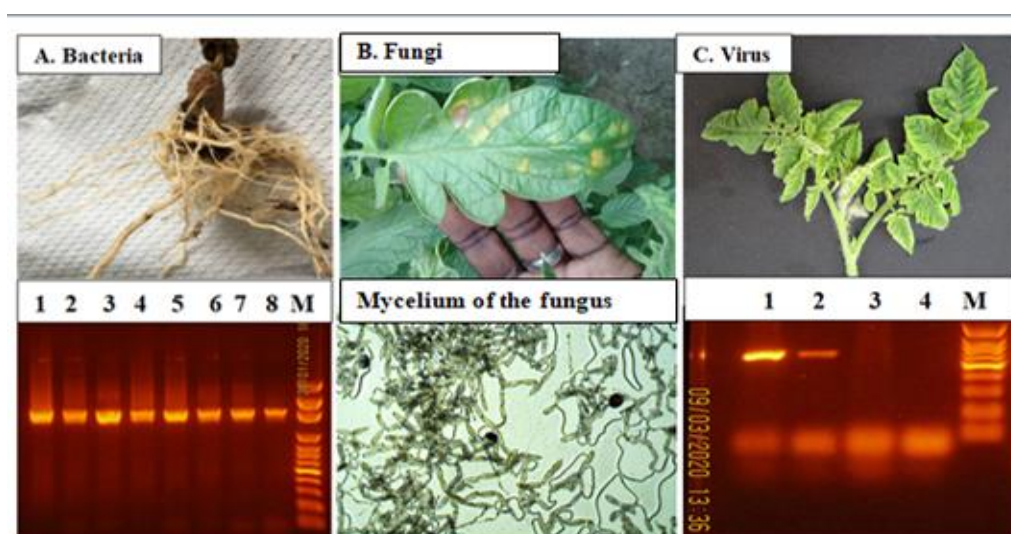 A. Bacteria
B. Fungi
C. Virus
1 2 3 4 5 6 7 8 M
Mycelium of the fungus
1 2 3 4 M
09/03/2020 13:36